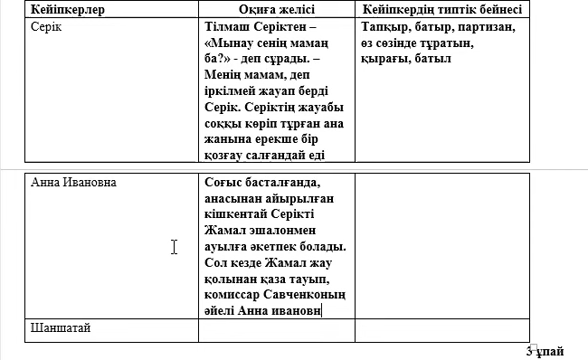 Кейіпкерлер Оқиға желісі Кейіпкердің типтік бейнесі
Серік Тілмаш Серіктен – Тапқыр, батыр, партизан,
«Мынау сенің мамаң өз сөзінде тұратын,
ба?» - деп сұрады. – қырағы, батыл
Менің мамам, деп
іркілмей жауап берді
Серік. Серіктің жауабы
соққы көріп тұрған ана
жанына ерекше бір
қозғау салғандай еді
Анна Ивановна Соғыс басталғанда,
анасынан айырылған
кішкентай Серікті
Жамал эшалонмен
ауылға әкетпек болады.
Сол кезде Жамал жау
қолынан қаза тауып,
комиссар Савченконың
әйелі Анна ивановн
Шаншатай
3 ұпай